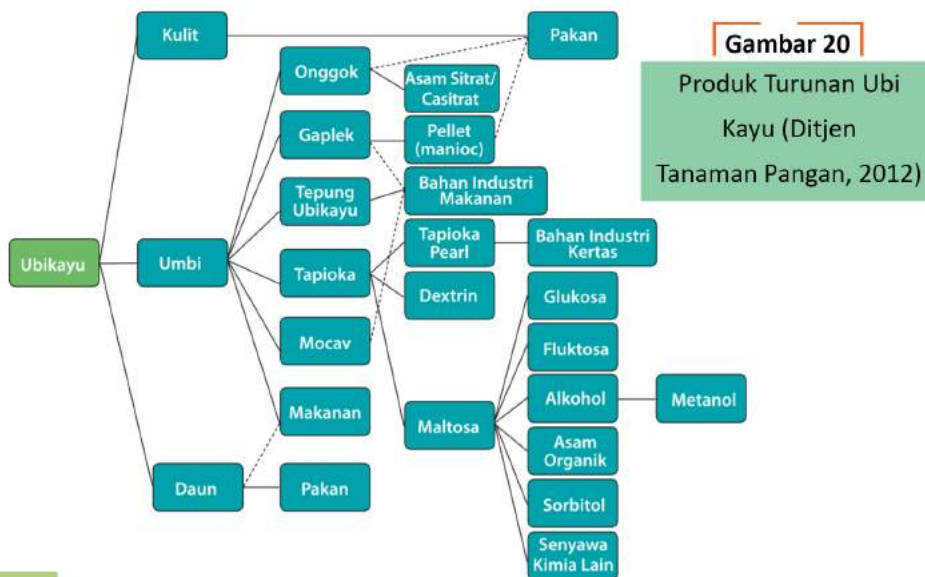 Gambar 20
Produk Turunan Ubi
Kayu (Ditjen
Tanaman Pangan, 2012)
Kulit
Pakan
Onggok
Asam Sitrat/
Casitrat
Gaplek
Pellet
(manioc)
Tepung
Ubikayu
Bahan Industri
Makanan
Ubikayu
Umbi
Tapioka
Tapioka
Pearl
Bahan Industri
Kertas
Dextrin
Glukosa
Mocav
Fluktosa
Makanan
Maltosa
Alkohol
Metanol
Asam
Organik
Daun
Pakan
Sorbitol
Senyawa
Kimia Lain